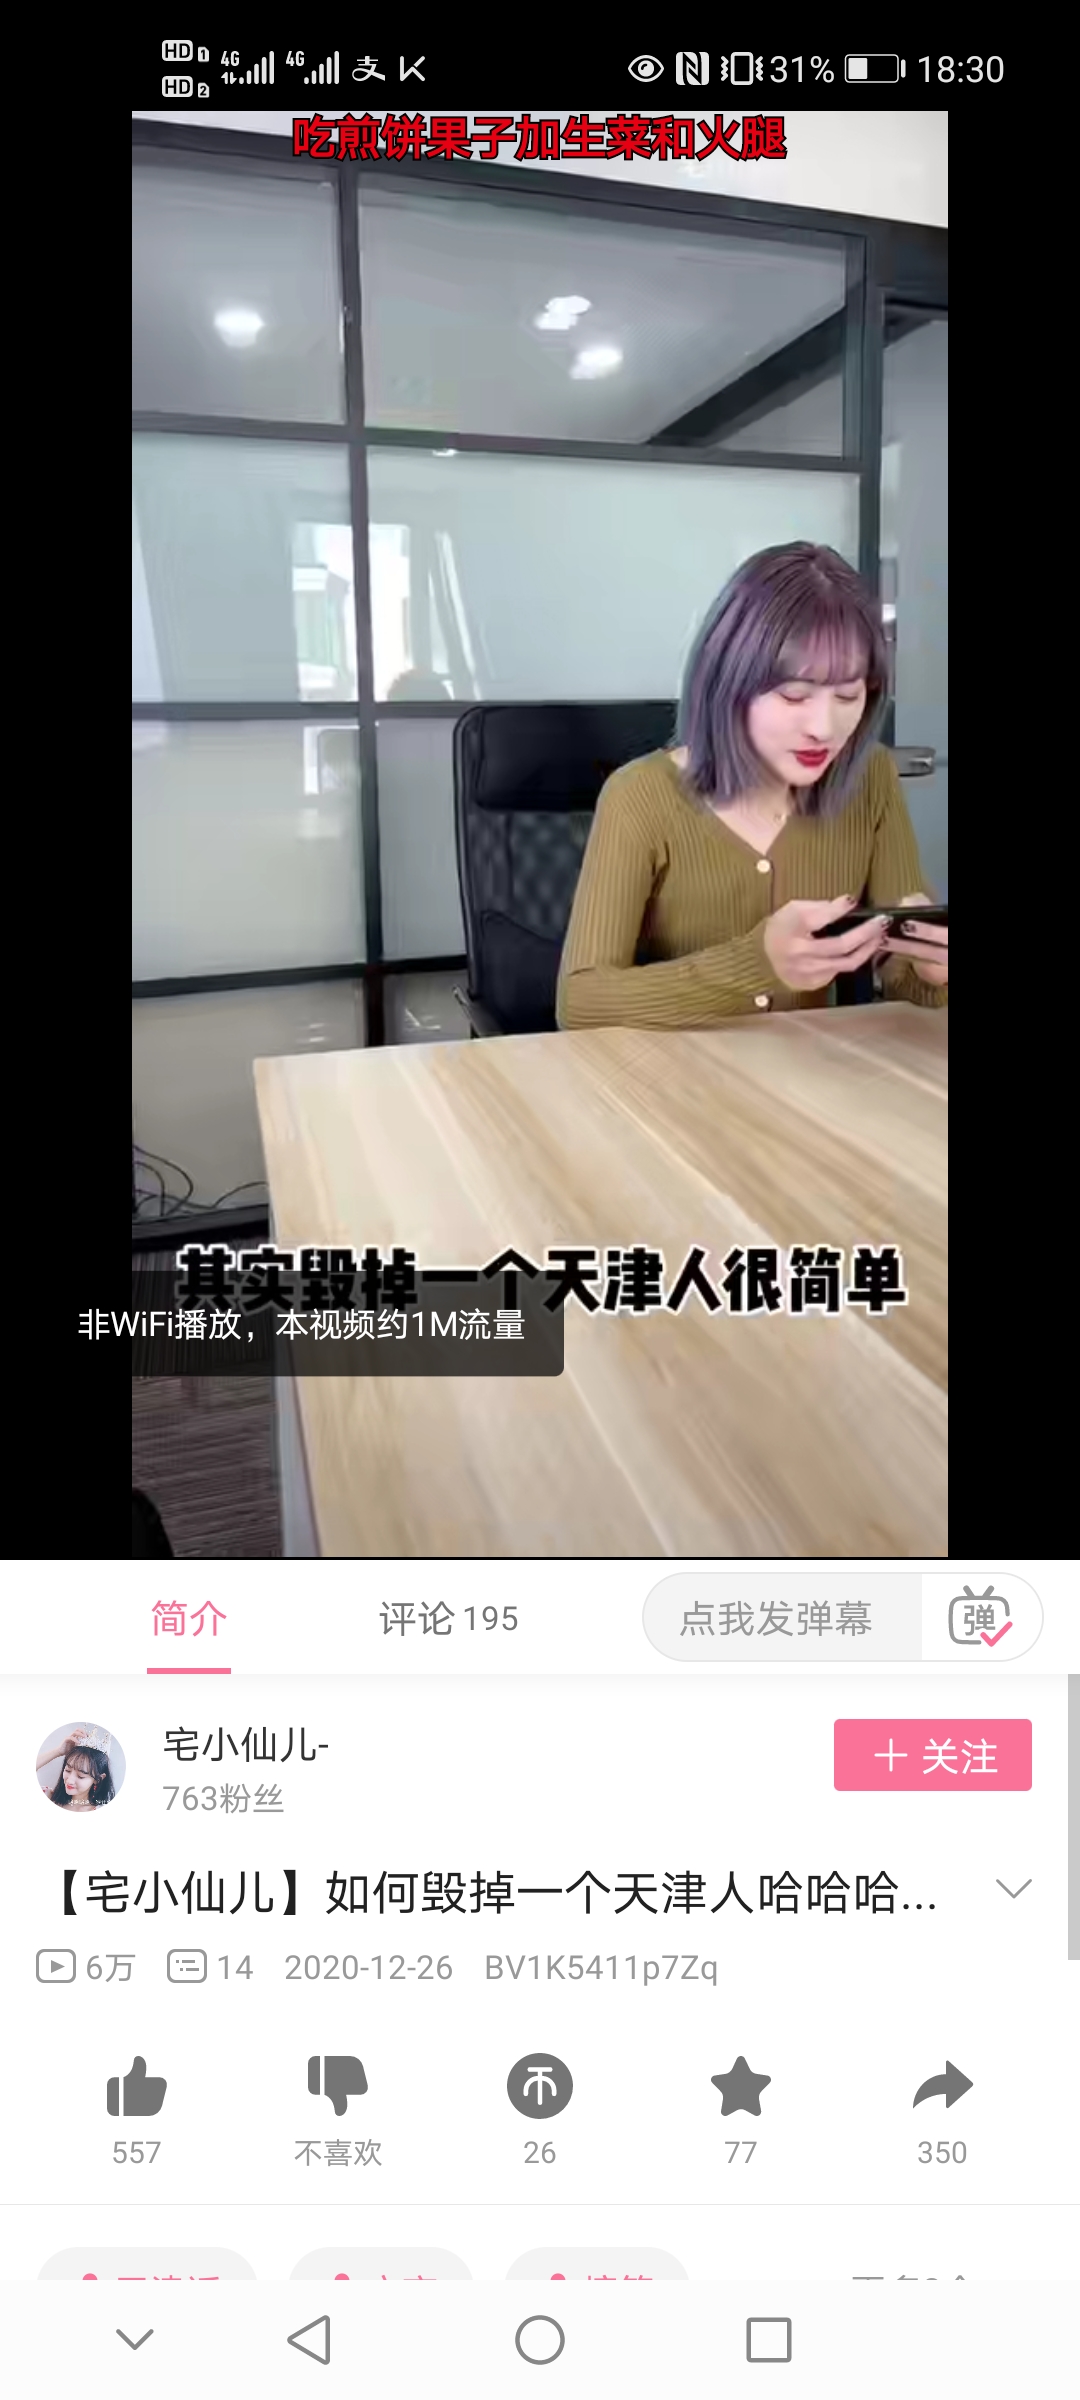 HD 1 4G 4G 支 31% 18:30
HD 2
吃煎饼果子加生菜和火腿
其实毁掉一个天津人很简单
非WiFi播放，本视频约1M流量
简介 评论 195 点我发弹幕 弹
宅小仙儿-
763粉丝
关注
【宅小仙儿】如何毁掉一个天津人哈哈哈...
6万 14 2020-12-26 BV1K5411p7Zq
557 不喜欢 26 77 350